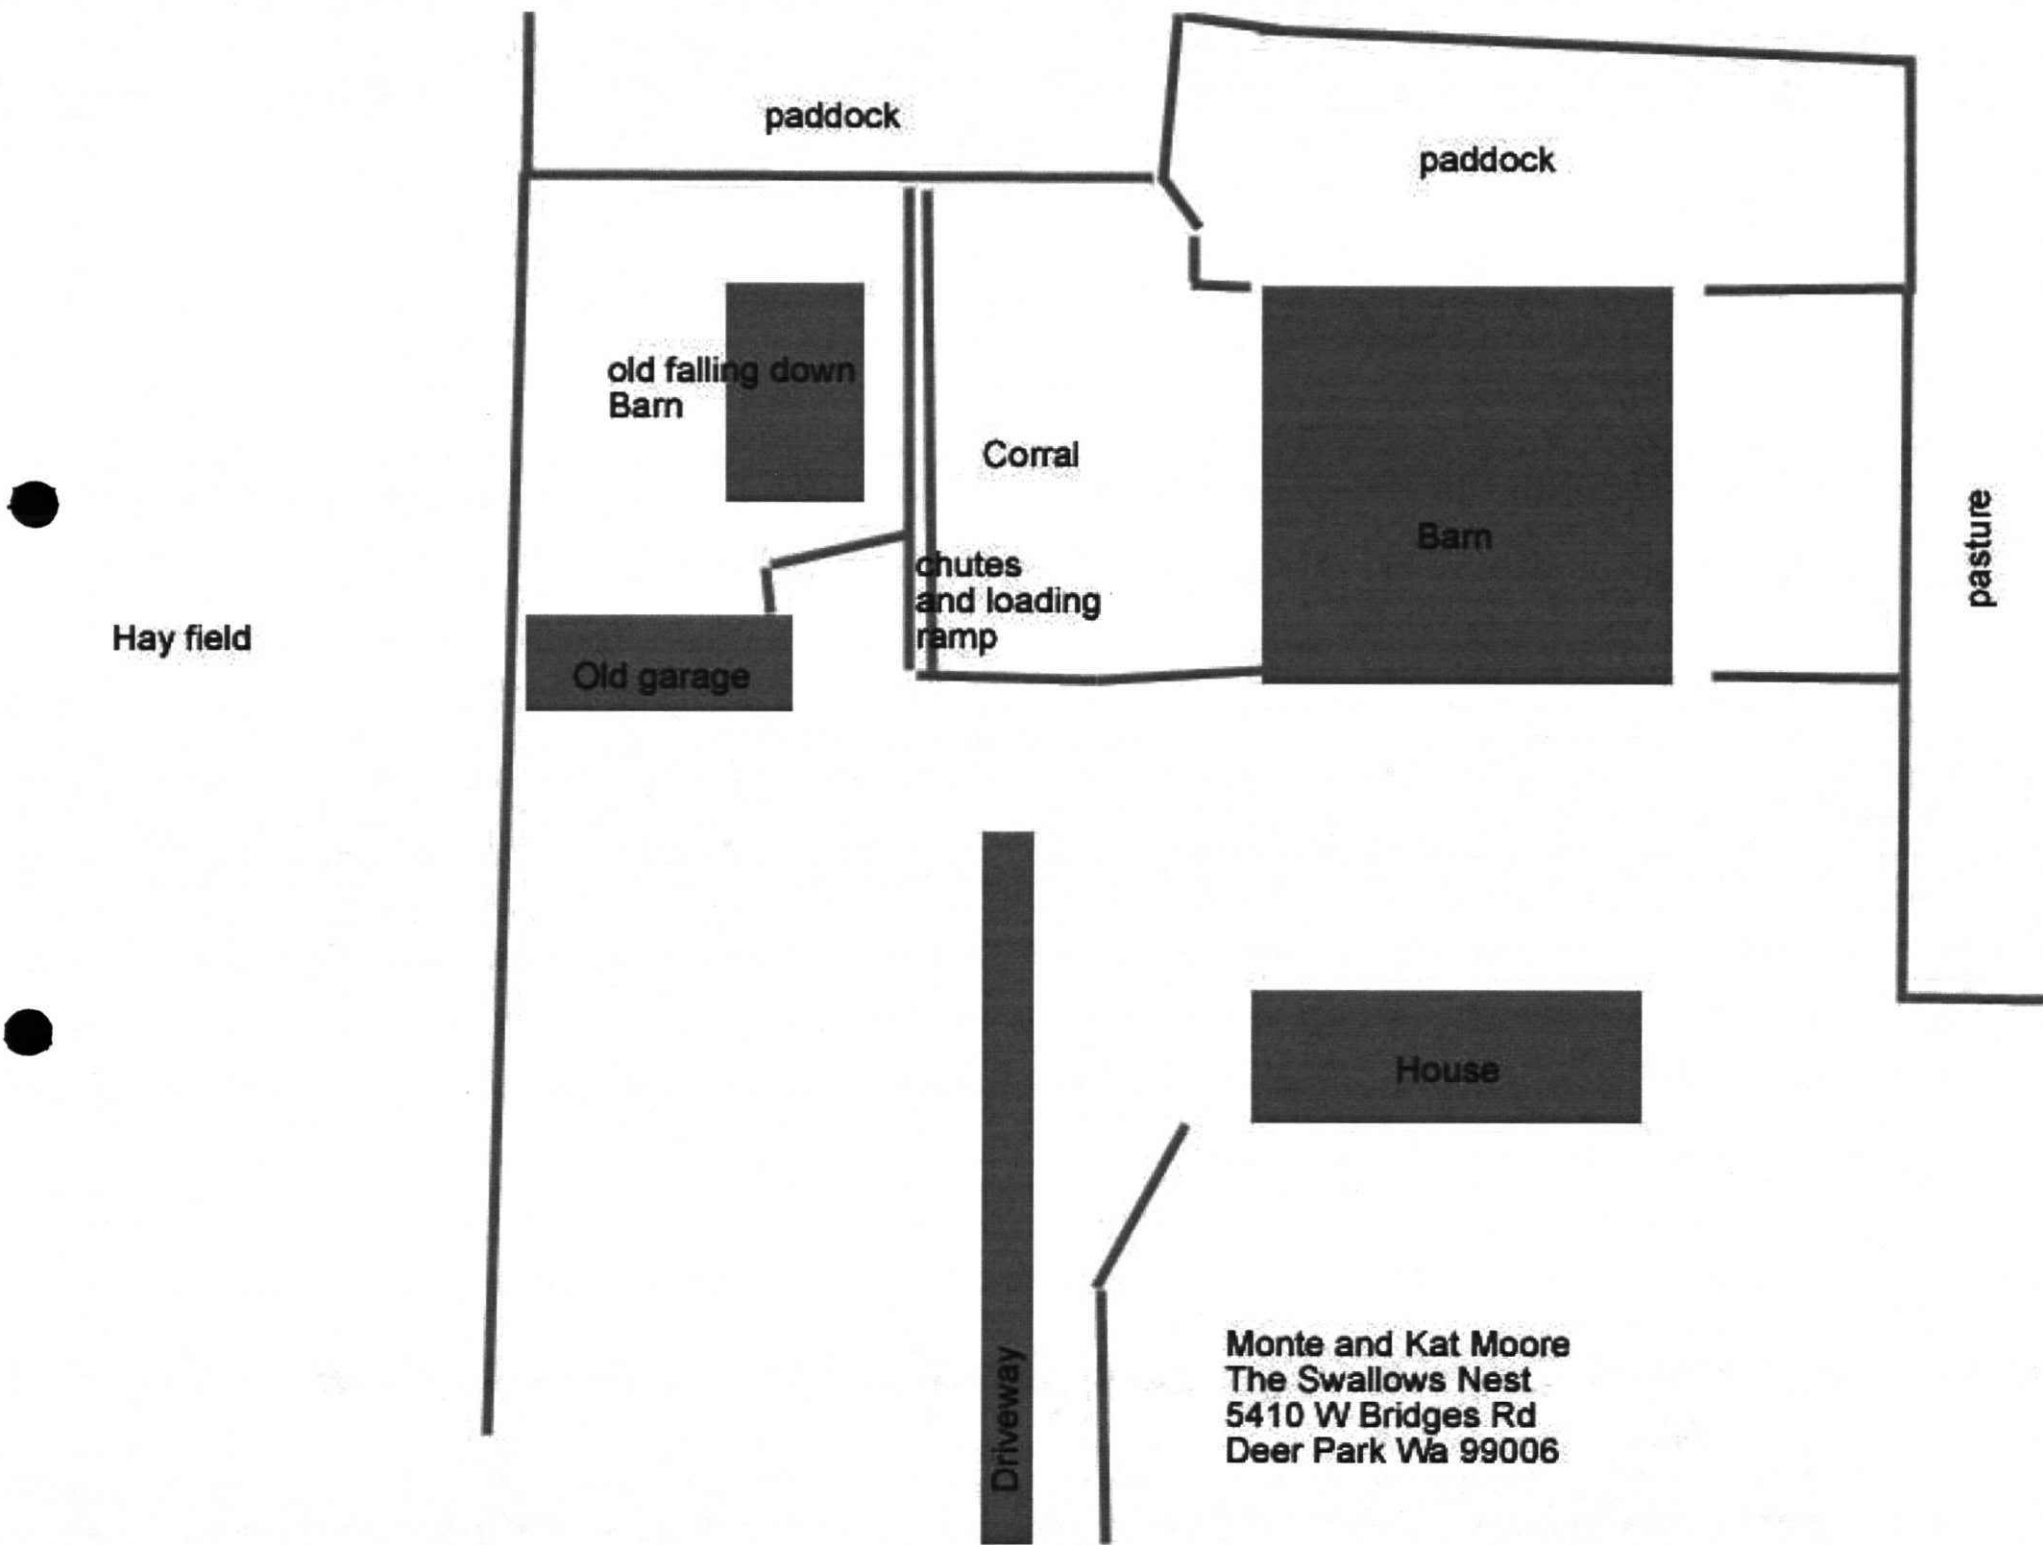 paddock
paddock
old falling down
Barn
Corral
Barn
pasture
chutes
and loading
ramp
Hay field
Old garage
House
Driveway
Monte and Kat Moore
The Swallows Nest
5410 W Bridges Rd
Deer Park Wa 99006